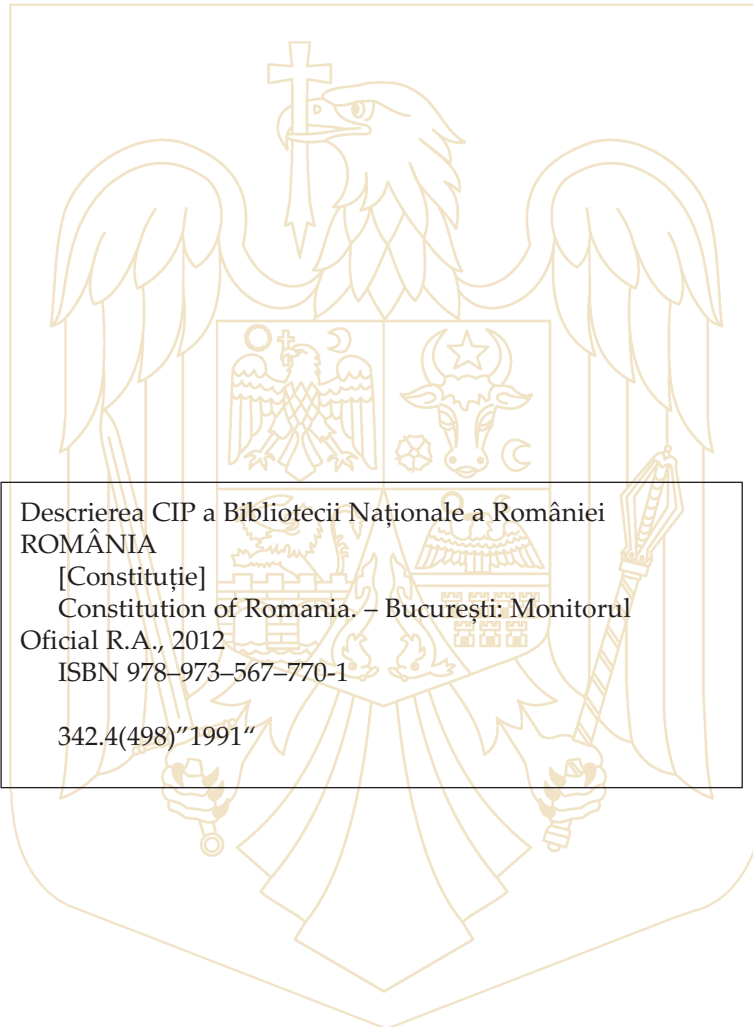 Descrierea CIP a Bibliotecii Naționale a României
ROMÂNIA
[Constituție]
Constitution of Romania. – București: Monitorul
Oficial R.A., 2012
ISBN 978–973–567–770-1
342.4(498)”1991“